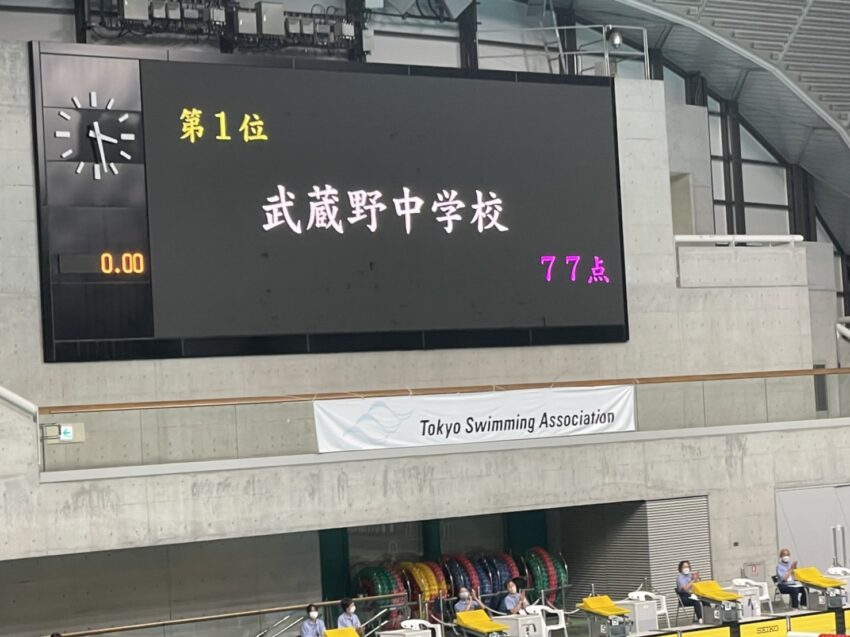 第1位
武蔵野中学校
0.00
77点
Tokyo Swimming Association
SEIKO